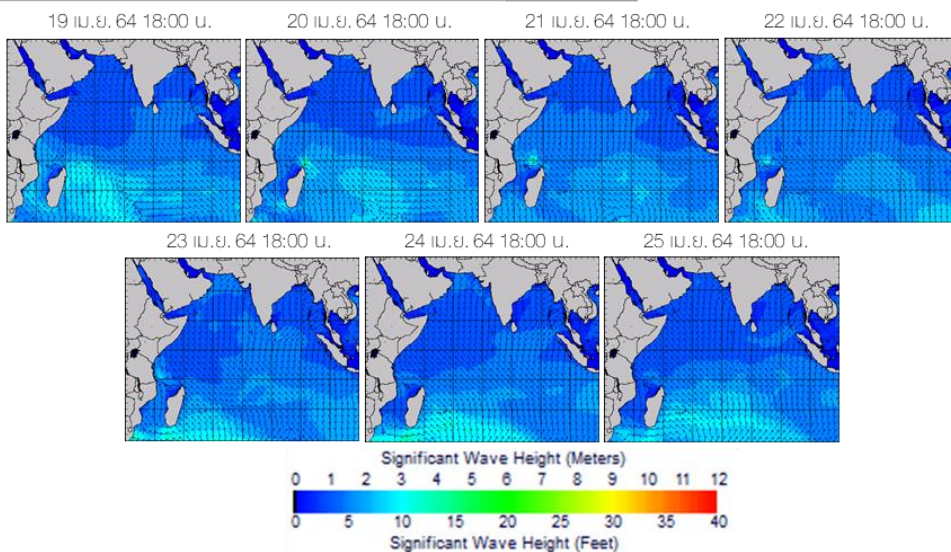 19 เม.ย. 64 18:00 น. 20 เม.ย. 64 18:00 น. 21 เม.ย. 64 18:00 น. 22 เม.ย. 64 18:00 น.
23 เม.ย. 64 18:00 น. 24 เม.ย. 64 18:00 น. 25 เม.ย. 64 18:00 น.
Significant Wave Height (Meters)
0 1 2 3 4 5 6 7 8 9 10 11 12
0 5 10 15 20 25 30 35 40
Significant Wave Height (Feet)